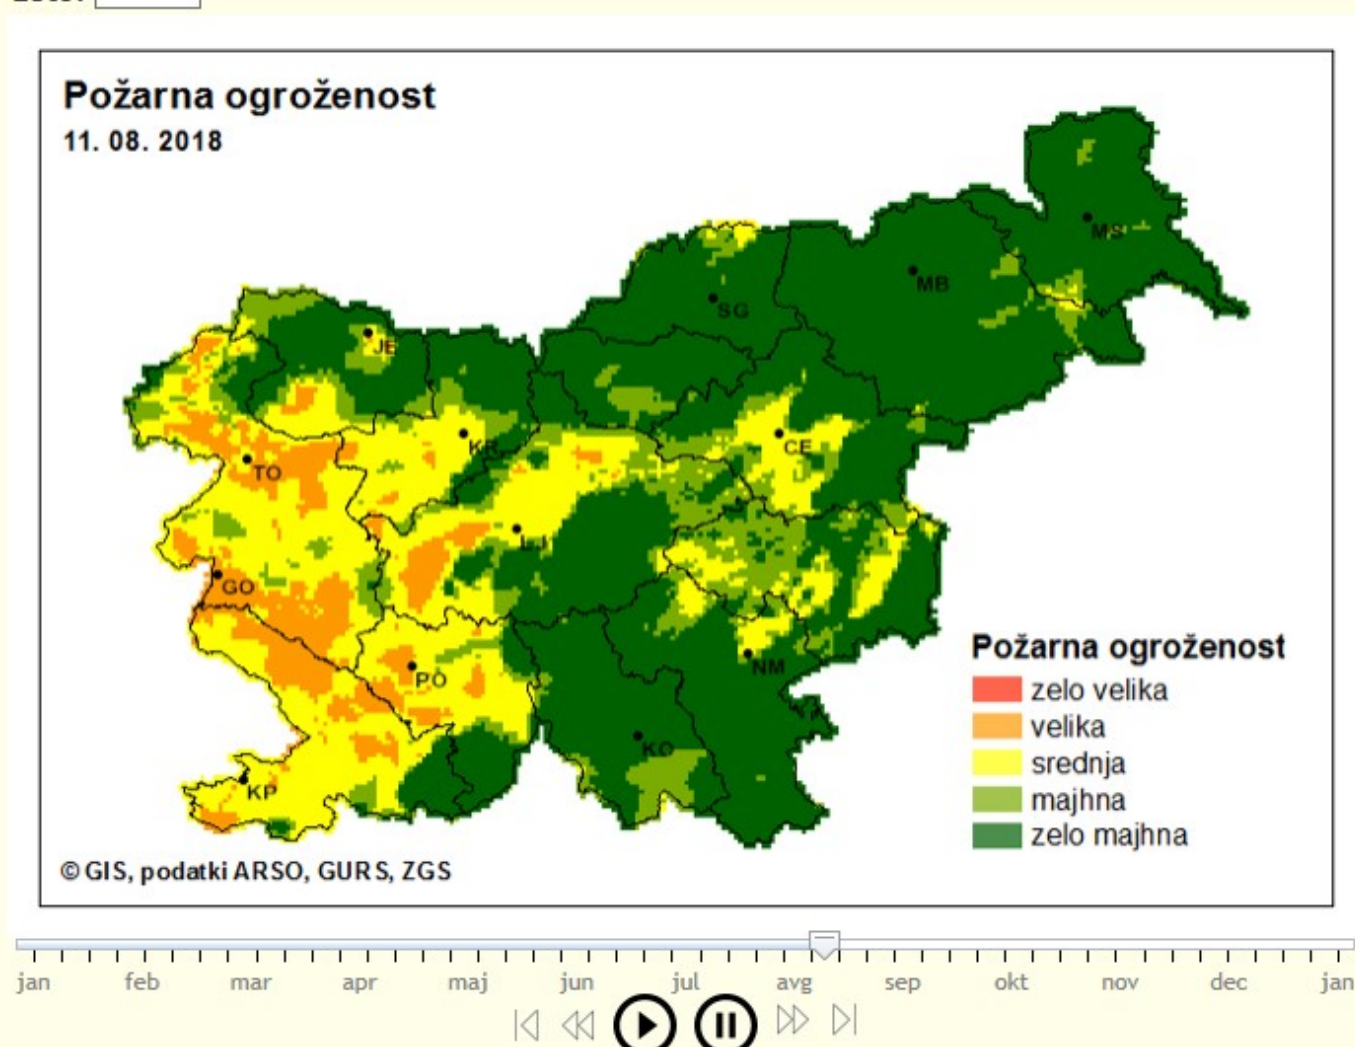 Požarna ogroženost
11. 08. 2018
MS
MB
SG
JE
KR
CE
TO
LJ
GO
NM
PO
KO
KP
Požarna ogroženost
zelo velika
velika
srednja
majhna
zelo majhna
© GIS, podatki ARSO, GURS, ZGS
jan feb mar apr maj jun jul avg sep okt nov dec jan